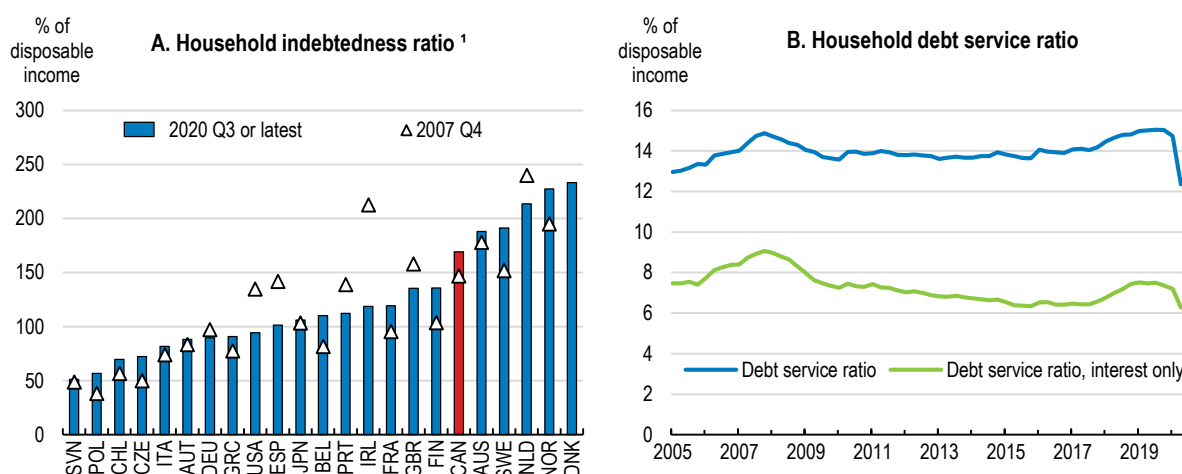 % of
disposable
income
A. Household indebtedness ratio ¹
300
250
200
150
100
50
0
2020 Q3 or latest
2007 Q4
SVN
POL
CHL
CZE
ITA
AUT
DEU
GRC
USA
ESP
JPN
BEL
PRT
IRL
FRA
GBR
FIN
CAN
AUS
SWE
NLD
NOR
DNK
% of
disposable
income
B. Household debt service ratio
16
14
12
10
8
6
4
2
0
Debt service ratio
Debt service ratio, interest only
2005
2007
2009
2011
2013
2015
2017
2019